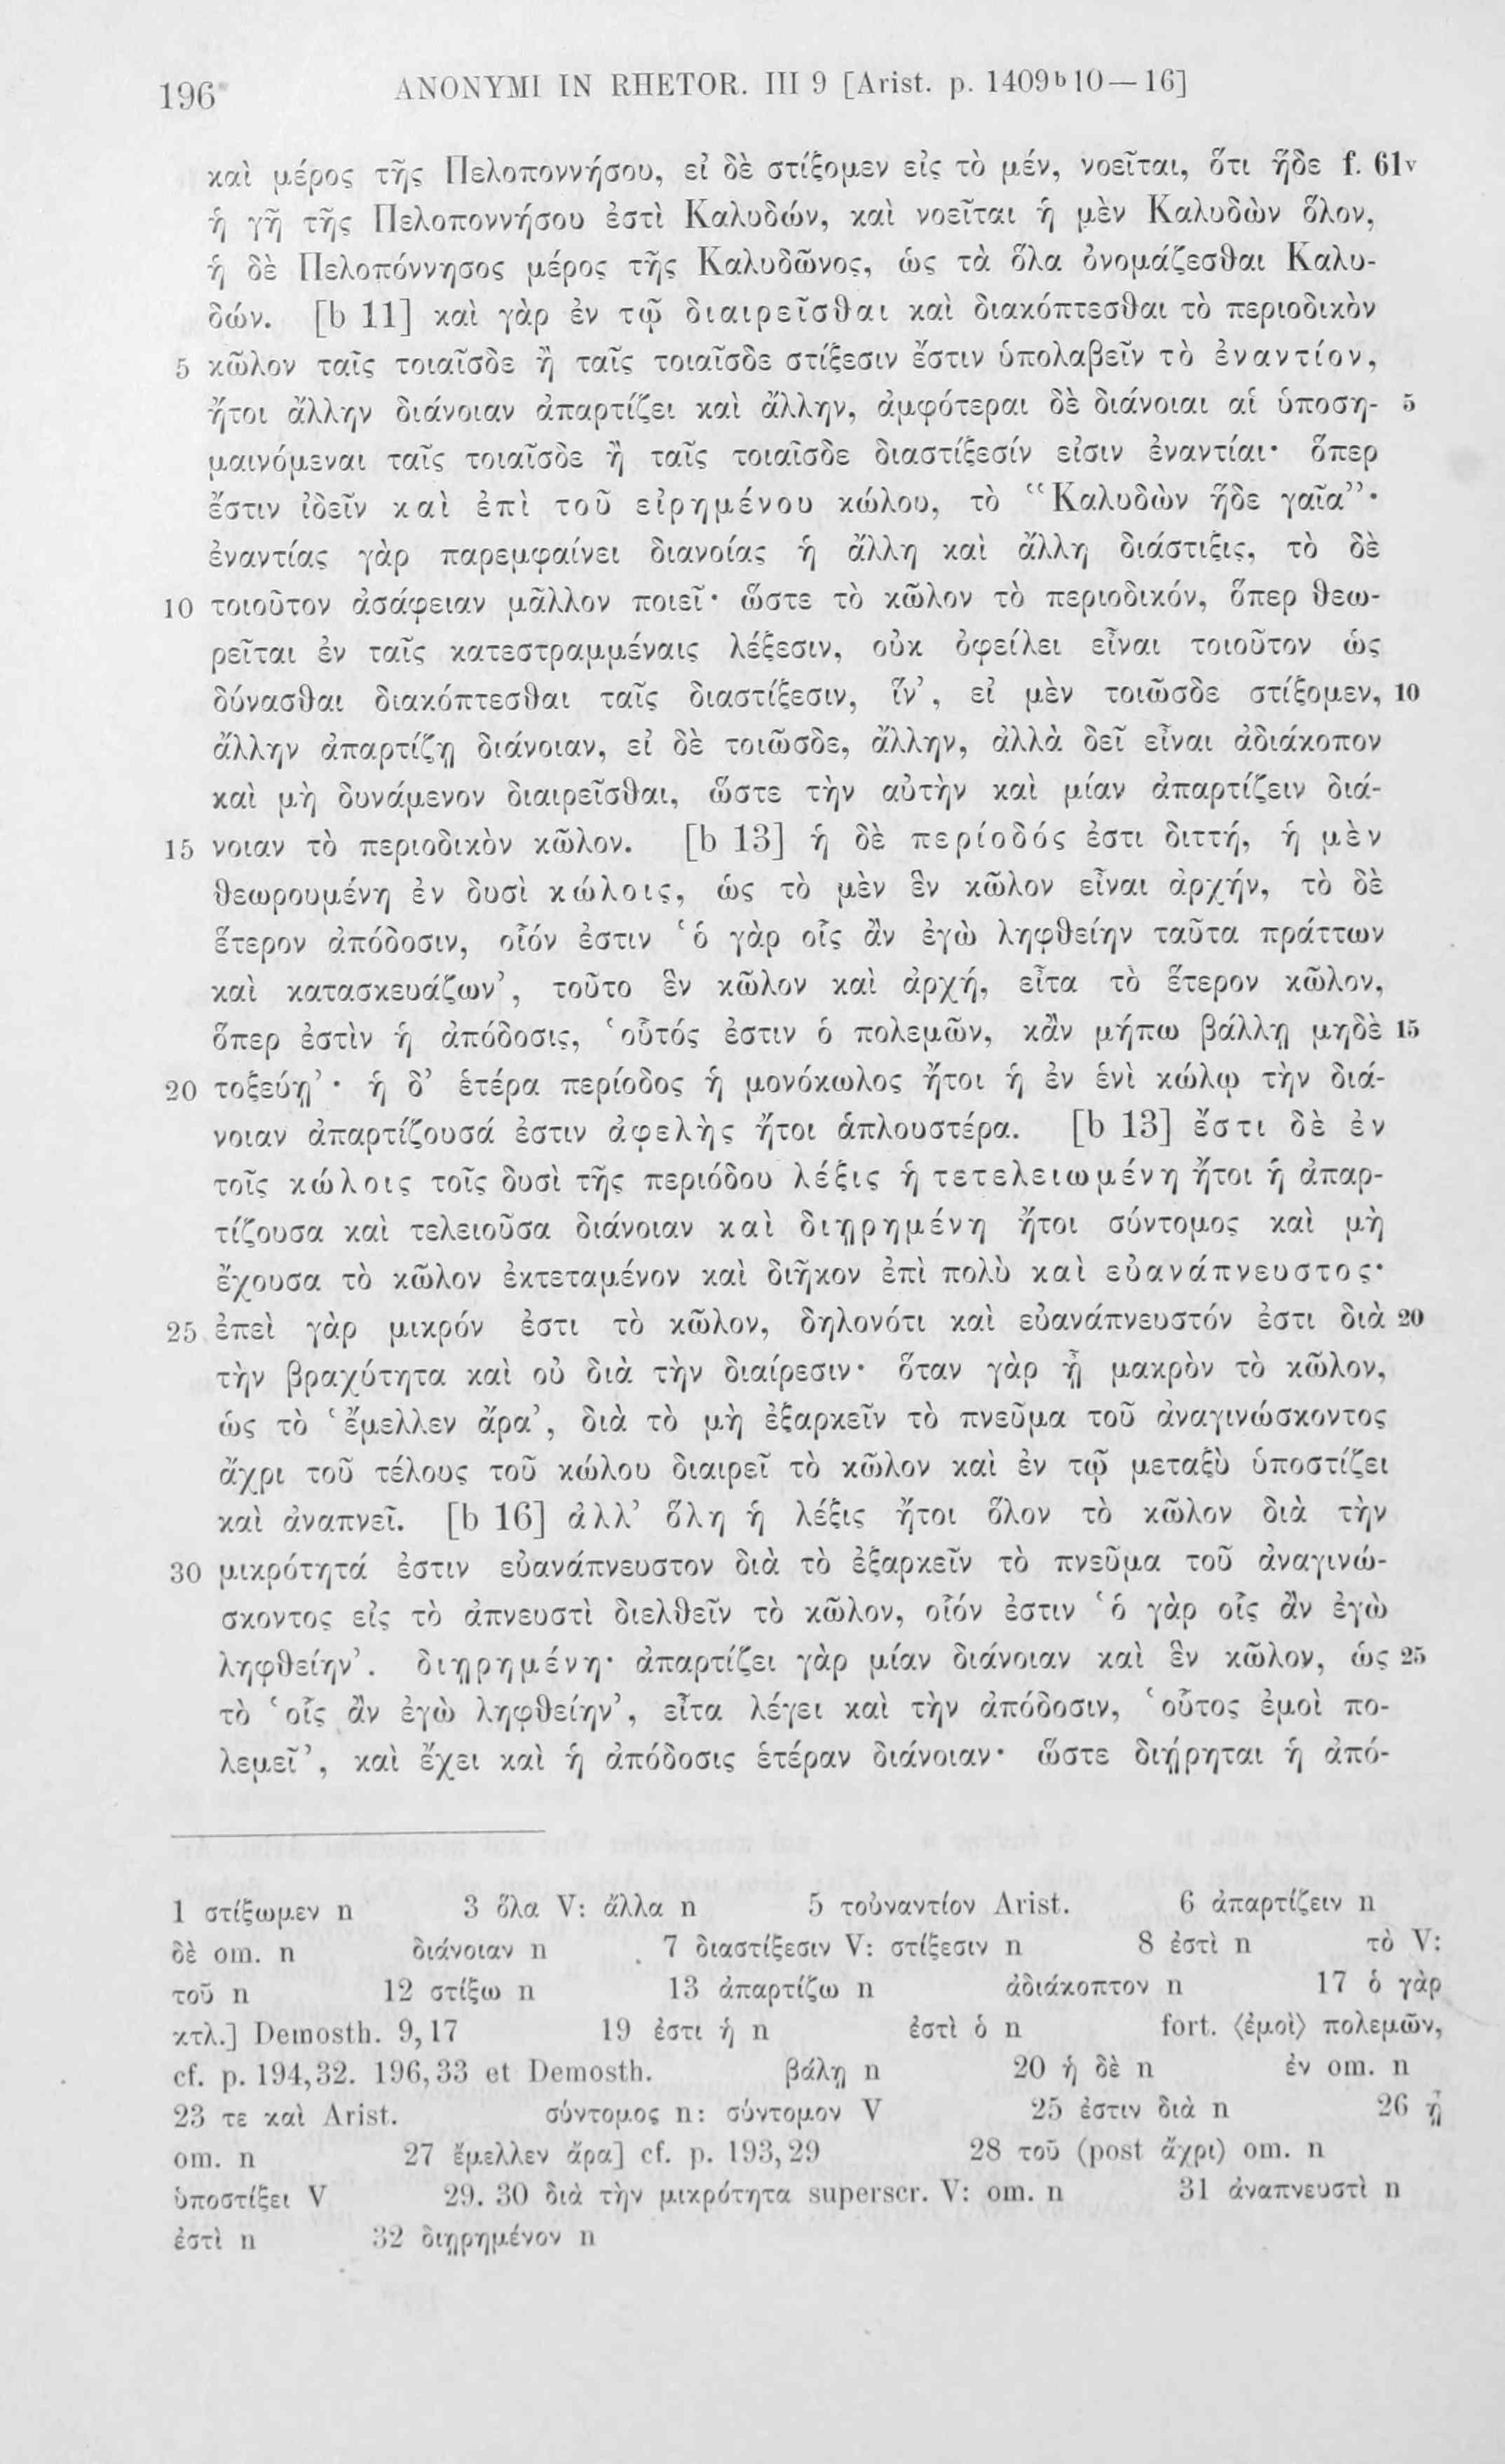 196 ANONYMI IN RHETOR. III 9 [Arist. p. 1409ᵇ10—16]
καὶ μέρος τῆς Πελοποννήσου, εἰ δὲ στίξομεν εἰς τὸ μέν, νοεῖται, ὅτι ἥδε f. 61v
ἡ γῆ τῆς Πελοποννήσου ἐστὶ Καλυδών, καὶ νοεῖται ἡ μὲν Καλυδὼν ὅλον,
ἡ δὲ Πελοπόννησος μέρος τῆς Καλυδῶνος, ὡς τὰ ὅλα ὀνομάζεσθαι Καλυ-
δών. [b 11] καὶ γὰρ ἐν τῷ διαιρεῖσθαι καὶ διακόπτεσθαι τὸ περιοδικὸν
5 κῶλον ταῖς τοιαῖσδε ἢ ταῖς τοιαῖσδε στίξεσιν ἔστιν ὑπολαβεῖν τὸ ἐναντίον,
ἤτοι ἄλλην διάνοιαν ἀπαρτίζει καὶ ἄλλην, ἀμφότεραι δὲ διάνοιαι αἱ ὑποση- 5
μαινόμεναι ταῖς τοιαῖσδε ἢ ταῖς τοιαῖσδε διαστίξεσίν εἰσιν ἐναντίαι· ὅπερ
ἔστιν ἰδεῖν καὶ ἐπὶ τοῦ εἰρημένου κώλου, τὸ “Καλυδὼν ἥδε γαῖα”·
ἐναντίας γὰρ παρεμφαίνει διανοίας ἡ ἄλλη καὶ ἄλλη διάστιξις, τὸ δὲ
10 τοιοῦτον ἀσάφειαν μᾶλλον ποιεῖ· ὥστε τὸ κῶλον τὸ περιοδικόν, ὅπερ θεω-
ρεῖται ἐν ταῖς κατεστραμμέναις λέξεσιν, οὐκ ὀφείλει εἶναι τοιοῦτον ὡς
δύνασθαι διακόπτεσθαι ταῖς διαστίξεσιν, ἵν’, εἰ μὲν τοιῶσδε στίξομεν, 10
ἄλλην ἀπαρτίζῃ διάνοιαν, εἰ δὲ τοιῶσδε, ἄλλην, ἀλλὰ δεῖ εἶναι ἀδιάκοπον
καὶ μὴ δυνάμενον διαιρεῖσθαι, ὥστε τὴν αὐτὴν καὶ μίαν ἀπαρτίζειν διά-
15 νοιαν τὸ περιοδικὸν κῶλον. [b 13] ἡ δὲ περίοδός ἐστι διττή, ἡ μὲν
θεωρουμένη ἐν δυσὶ κώλοις, ὡς τὸ μὲν ἓν κῶλον εἶναι ἀρχήν, τὸ δὲ
ἕτερον ἀπόδοσιν, οἷόν ἐστιν ‘ὁ γὰρ οἷς ἂν ἐγὼ ληφθείην ταῦτα πράττων
καὶ κατασκευάζων’, τοῦτο ἓν κῶλον καὶ ἀρχή, εἶτα τὸ ἕτερον κῶλον,
ὅπερ ἐστὶν ἡ ἀπόδοσις, ‘οὗτός ἐστιν ὁ πολεμῶν, κἂν μήπω βάλλῃ μηδὲ 15
20 τοξεύῃ’· ἡ δ’ ἑτέρα περίοδος ἡ μονόκωλος ἤτοι ἡ ἐν ἑνὶ κώλῳ τὴν διά-
νοιαν ἀπαρτίζουσά ἐστιν ἀφελὴς ἤτοι ἁπλουστέρα. [b 13] ἔστι δὲ ἐν
τοῖς κώλοις τοῖς δυσὶ τῆς περιόδου λέξις ἡ τετελειωμένη ἤτοι ἡ ἀπαρ-
τίζουσα καὶ τελειοῦσα διάνοιαν καὶ διῃρημένη ἤτοι σύντομος καὶ μὴ
ἔχουσα τὸ κῶλον ἐκτεταμένον καὶ διῆκον ἐπὶ πολὺ καὶ εὐανάπνευστος·
25 ἐπεὶ γὰρ μικρόν ἐστι τὸ κῶλον, δηλονότι καὶ εὐανάπνευστόν ἐστι διὰ 20
τὴν βραχύτητα καὶ οὐ διὰ τὴν διαίρεσιν· ὅταν γὰρ ᾖ μακρὸν τὸ κῶλον,
ὡς τὸ ‘ἔμελλεν ἄρα’, διὰ τὸ μὴ ἐξαρκεῖν τὸ πνεῦμα τοῦ ἀναγινώσκοντος
ἄχρι τοῦ τέλους τοῦ κώλου διαιρεῖ τὸ κῶλον καὶ ἐν τῷ μεταξὺ ὑποστίζει
καὶ ἀναπνεῖ. [b 16] ἀλλ’ ὅλη ἡ λέξις ἤτοι ὅλον τὸ κῶλον διὰ τὴν
30 μικρότητά ἐστιν εὐανάπνευστον διὰ τὸ ἐξαρκεῖν τὸ πνεῦμα τοῦ ἀναγινώ-
σκοντος εἰς τὸ ἀπνευστὶ διελθεῖν τὸ κῶλον, οἷόν ἐστιν ‘ὁ γὰρ οἷς ἂν ἐγὼ
ληφθείην’. διῃρημένη· ἀπαρτίζει γὰρ μίαν διάνοιαν καὶ ἓν κῶλον, ὡς 25
τὸ ‘οἷς ἂν ἐγὼ ληφθείην’, εἶτα λέγει καὶ τὴν ἀπόδοσιν, ‘οὗτος ἐμοὶ πο-
λεμεῖ’, καὶ ἔχει καὶ ἡ ἀπόδοσις ἑτέραν διάνοιαν· ὥστε διῄρηται ἡ ἀπό-
1 στίξωμεν n 3 ὅλα V: ἄλλα n 5 τοὐναντίον Arist. 6 ἀπαρτίζειν n
δὲ om. n διάνοιαν n 7 διαστίξεσιν V: στίξεσιν n 8 ἐστὶ n τὸ V:
τοῦ n 12 στίξω n 13 ἀπαρτίζω n ἀδιάκοπτον n 17 ὁ γὰρ
κτλ.] Demosth. 9,17 19 ἐστι ἡ n ἐστὶ ὁ n fort. ⟨ἐμοὶ⟩ πολεμῶν,
cf. p. 194,32. 196,33 et Demosth. βάλῃ n 20 ἡ δὲ n ἐν om. n
23 τε καὶ Arist. σύντομος n: σύντομον V 25 ἐστιν διὰ n 26 ᾖ
om. n 27 ἔμελλεν ἄρα] cf. p. 193,29 28 τοῦ (post ἄχρι) om. n
ὑποστίξει V 29. 30 διὰ τὴν μικρότητα superscr. V: om. n 31 ἀναπνευστὶ n
ἐστὶ n 32 διῃρημένον n